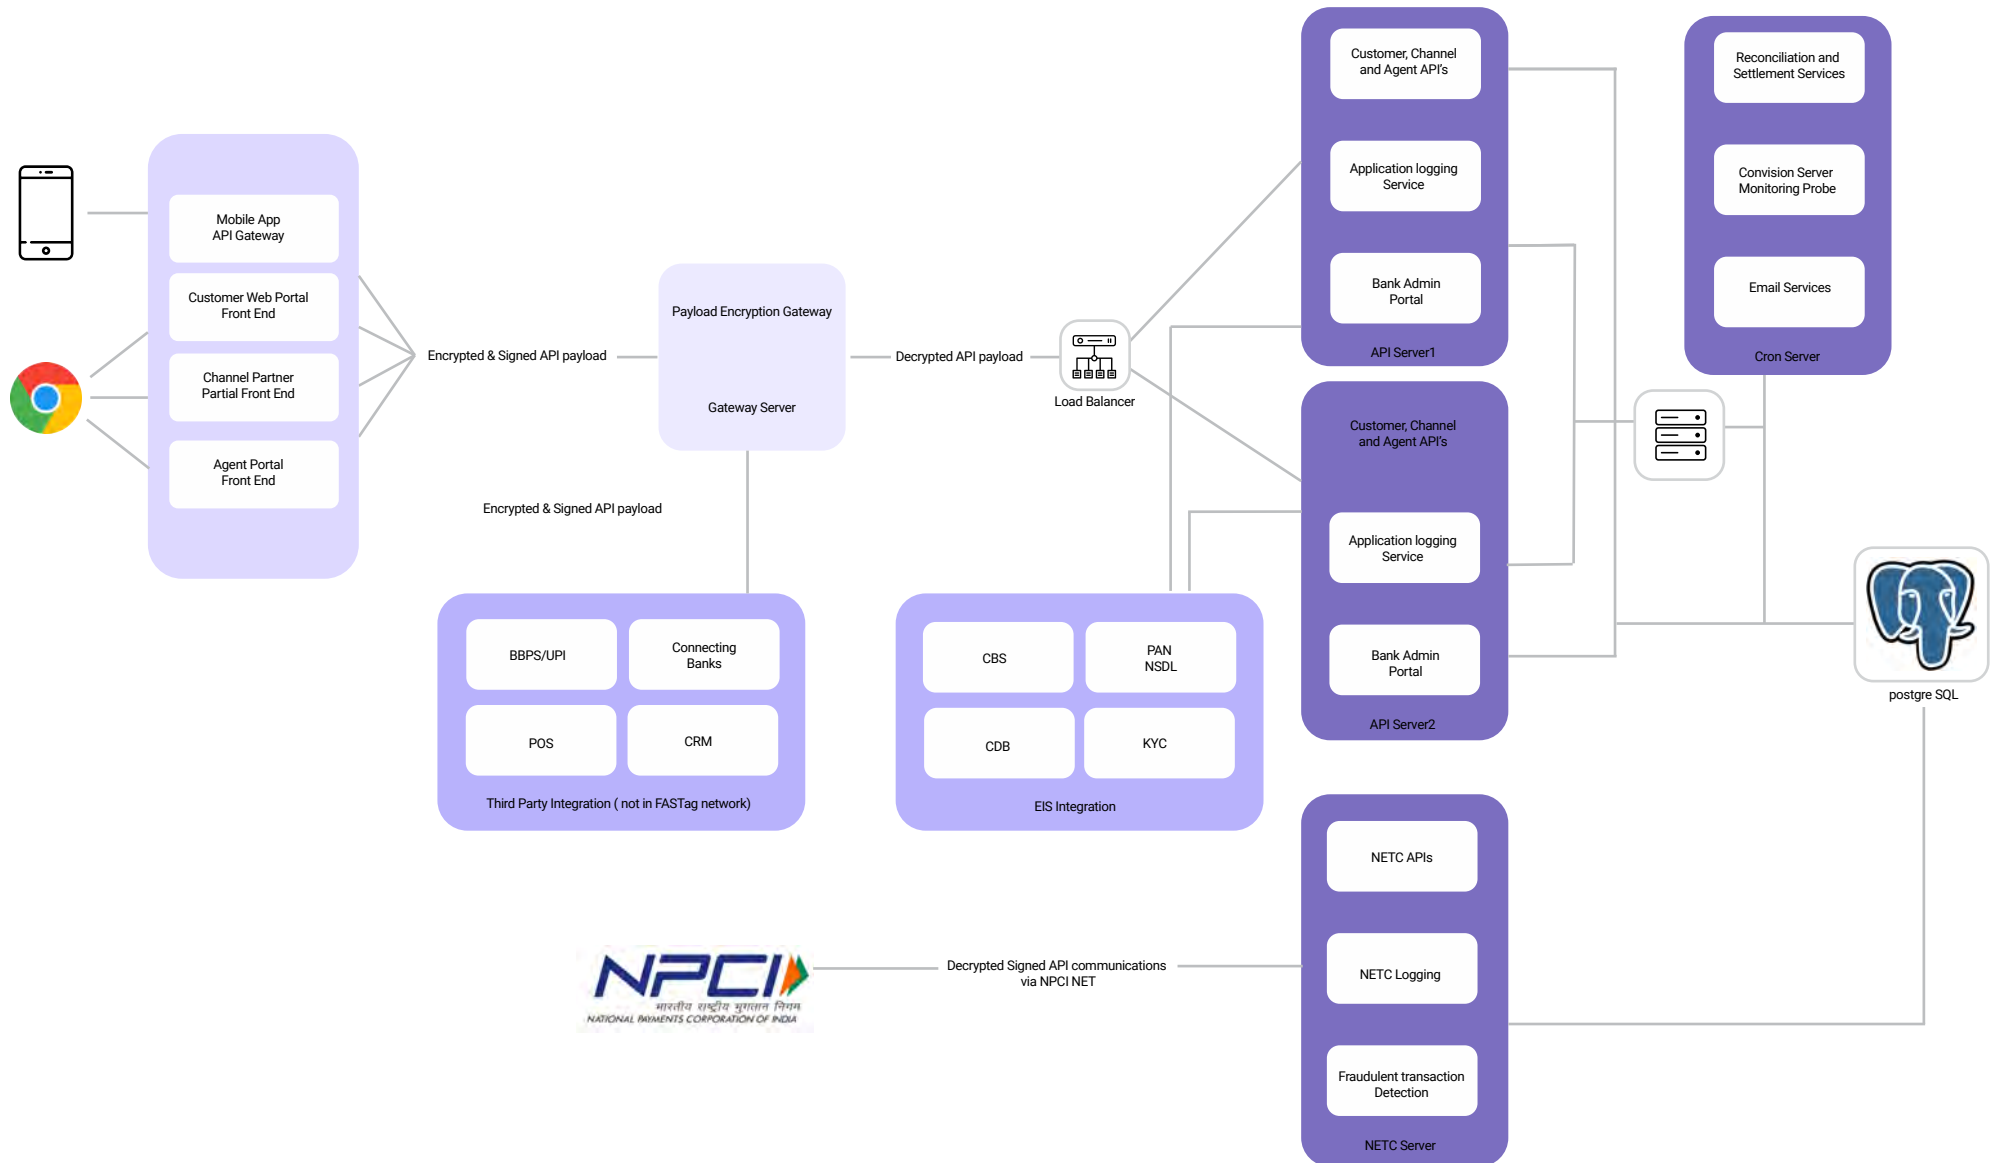 Mobile App
API Gateway
Customer Web Portal
Front End
Channel Partner
Partial Front End
Agent Portal
Front End
Encrypted & Signed API payload
Payload Encryption Gateway
Gateway Server
Encrypted & Signed API payload
Decrypted API payload
Load Balancer
BBPS/UPI
Connecting
Banks
POS
CRM
Third Party Integration ( not in FASTag network)
CBS
PAN
NSDL
CDB
KYC
EIS Integration
Customer, Channel
and Agent API's
Application logging
Service
Bank Admin
Portal
API Server1
Customer, Channel
and Agent API's
Application logging
Service
Bank Admin
Portal
API Server2
Reconciliation and
Settlement Services
Convision Server
Monitoring Probe
Email Services
Cron Server
postgre SQL
NPCI
भारतीय राष्ट्रीय भुगतान निगम
NATIONAL PAYMENTS CORPORATION OF INDIA
Decrypted Signed API communications
via NPCI NET
NETC APIs
NETC Logging
Fraudulent transaction
Detection
NETC Server